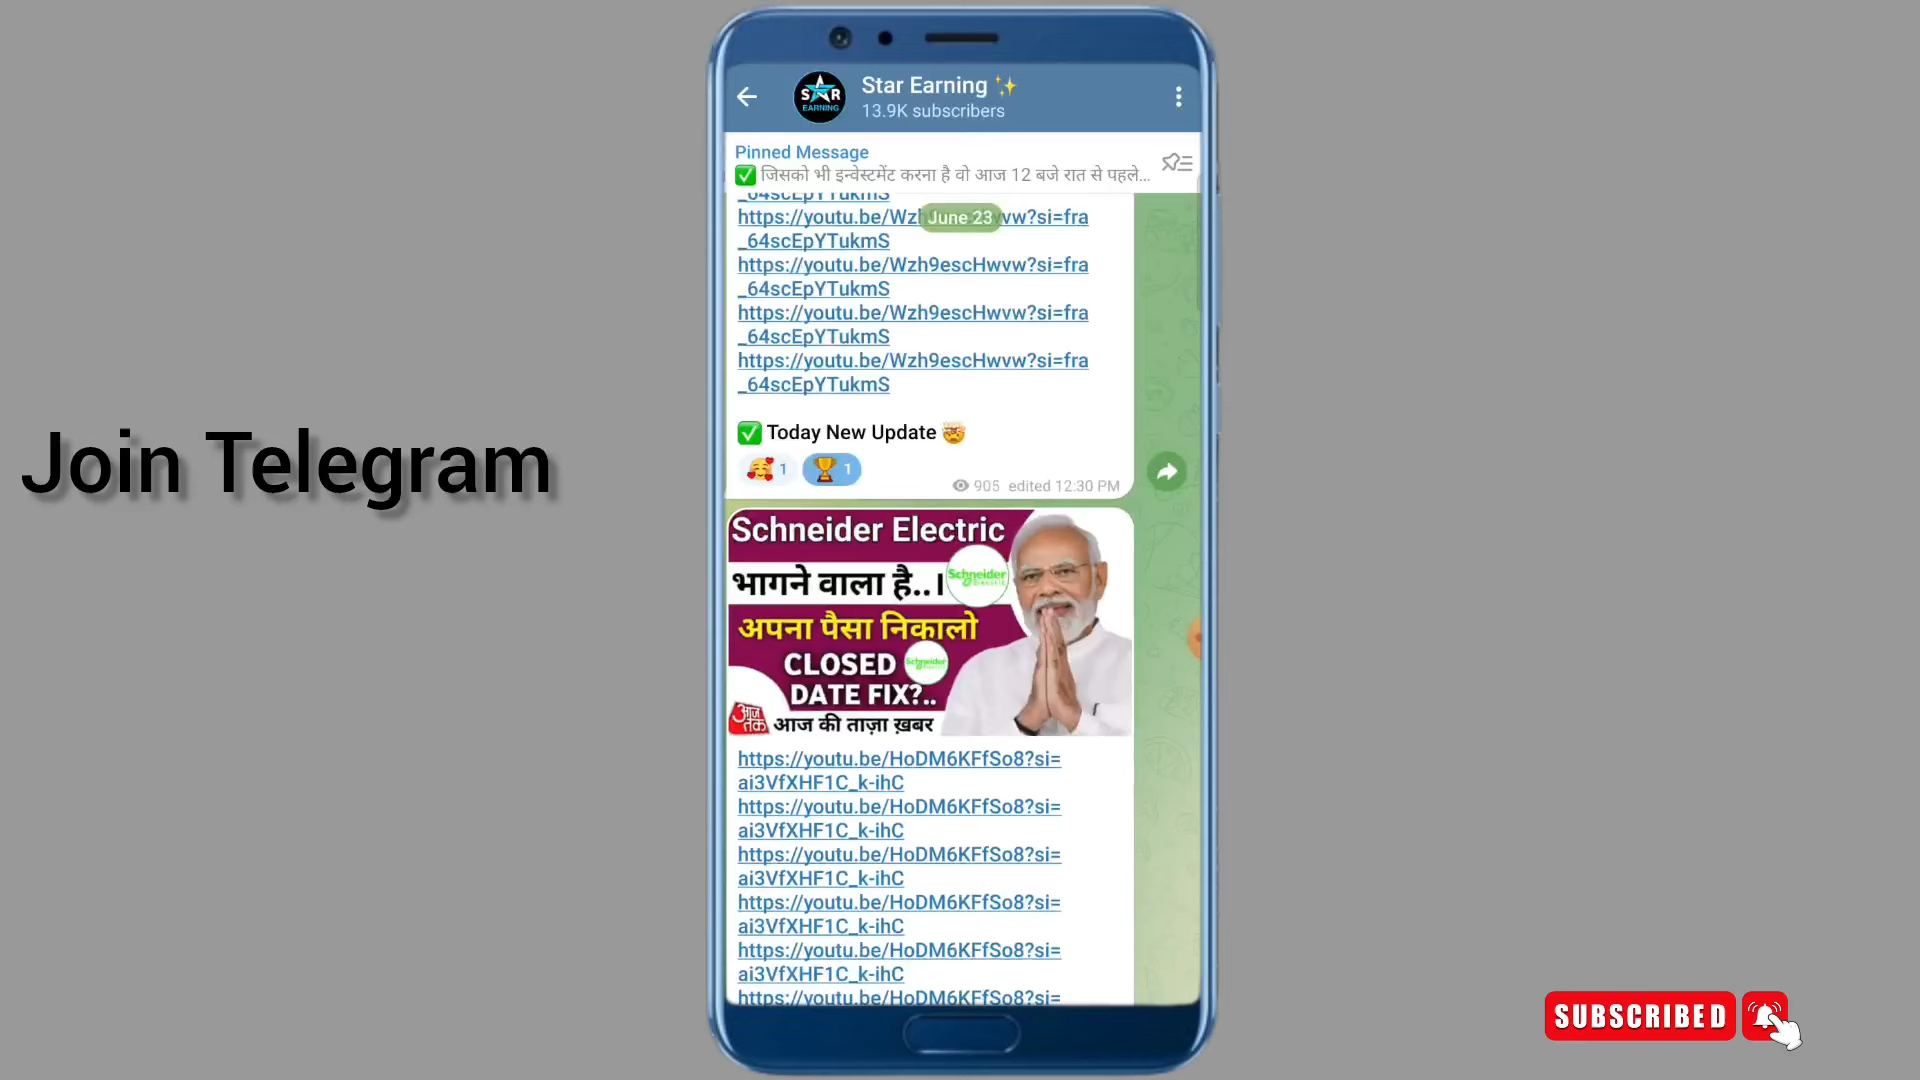 Star Earning ✨
13.9K subscribers
STAR
EARNING
Pinned Message
✅ जिसको भी इन्वेस्टमेंट करना है वो आज 12 बजे रात से पहले...
_64scEpYTukmS
June 23
https://youtu.be/Wzh9escHwvw?si=fra
_64scEpYTukmS
https://youtu.be/Wzh9escHwvw?si=fra
_64scEpYTukmS
https://youtu.be/Wzh9escHwvw?si=fra
_64scEpYTukmS
https://youtu.be/Wzh9escHwvw?si=fra
_64scEpYTukmS
✅ Today New Update 🤯
🥰 1 🏆 1
905 edited 12:30 PM
Join Telegram
Schneider Electric
भागने वाला है..।
Schneider
Electric
अपना पैसा निकालो
CLOSED
Schneider
DATE FIX?..
आज तक
आज की ताज़ा ख़बर
https://youtu.be/HoDM6KFfSo8?si=
ai3VfXHF1C_k-ihC
https://youtu.be/HoDM6KFfSo8?si=
ai3VfXHF1C_k-ihC
https://youtu.be/HoDM6KFfSo8?si=
ai3VfXHF1C_k-ihC
https://youtu.be/HoDM6KFfSo8?si=
ai3VfXHF1C_k-ihC
https://youtu.be/HoDM6KFfSo8?si=
ai3VfXHF1C_k-ihC
https://youtu.be/HoDM6KFfSo8?si=
SUBSCRIBED